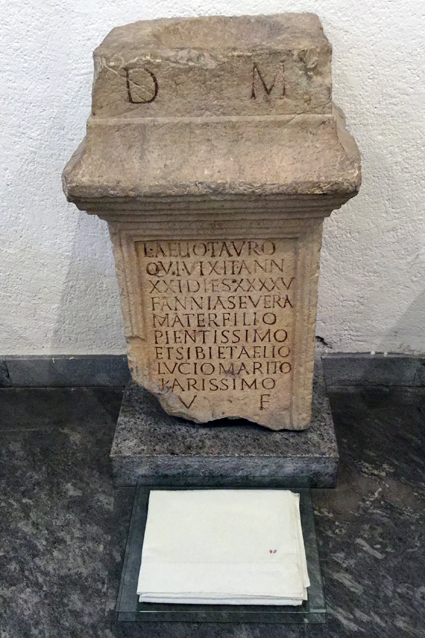 D M
L AELIO TAVRO
QVI VIXIT ANN
XXI DIES XXXXV
FANNIA SEVERA
MATER FILIO
PIENTISSIMO
ET SIBI ET AELIO
LVCIO MARITO
KARISSIMO
V F